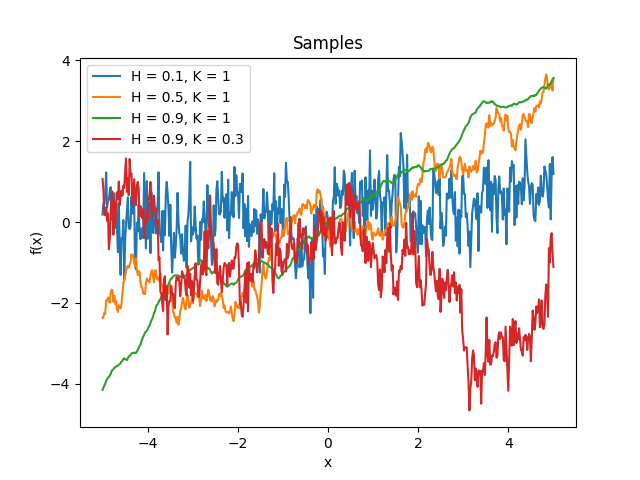 Samples
H = 0.1, K = 1
H = 0.5, K = 1
H = 0.9, K = 1
H = 0.9, K = 0.3
f(x)
4
2
0
−2
−4
−4
−2
0
2
4
x